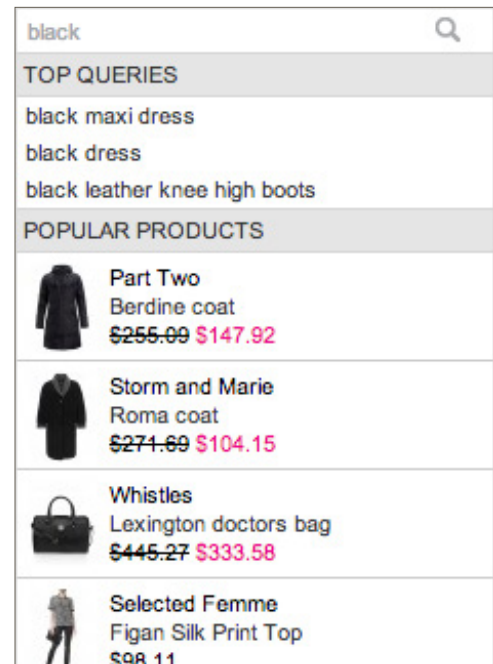 black
TOP QUERIES
black maxi dress
black dress
black leather knee high boots
POPULAR PRODUCTS
Part Two
Berdine coat
$255.09 $147.92
Storm and Marie
Roma coat
$271.69 $104.15
Whistles
Lexington doctors bag
$445.27 $333.58
Selected Femme
Figan Silk Print Top
$98.11